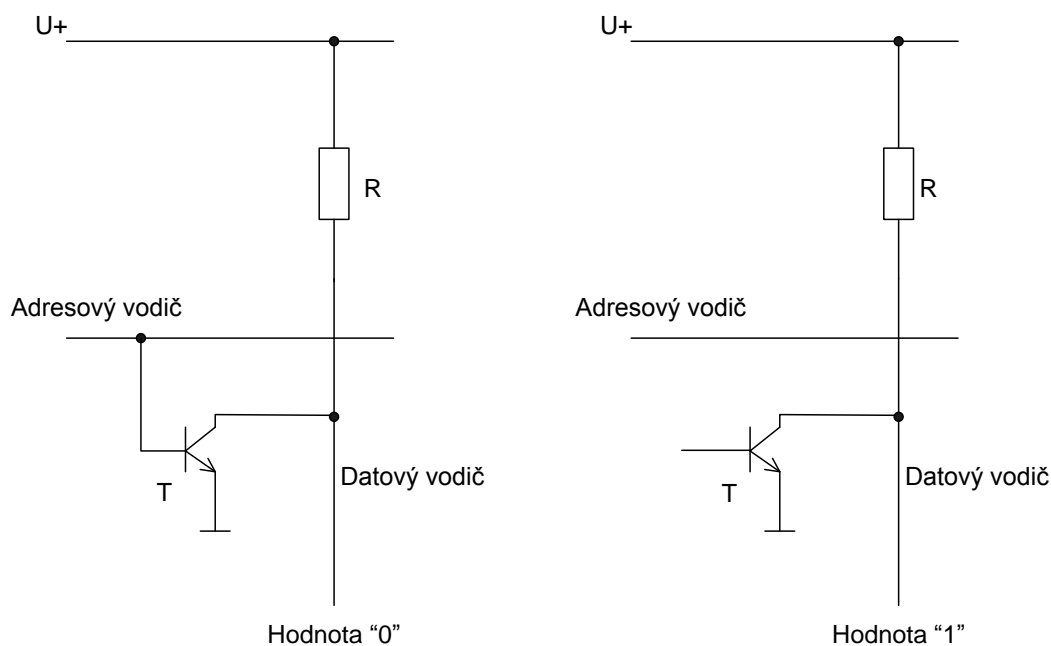 U+
R
Adresový vodič
T
Datový vodič
Hodnota “0”
U+
R
Adresový vodič
T
Datový vodič
Hodnota “1”